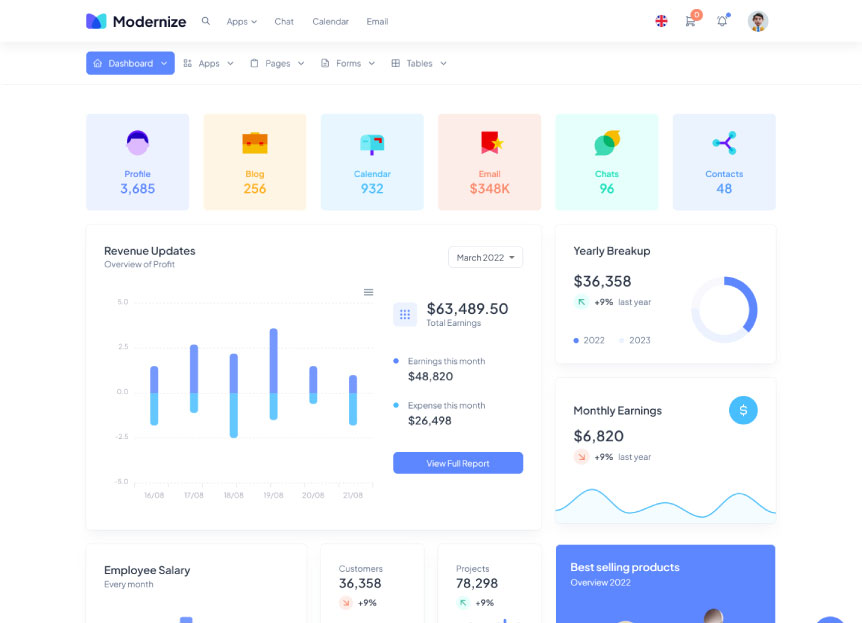 Modernize
Apps
Chat
Calendar
Email
0
Dashboard
Apps
Pages
Forms
Tables
Profile
3,685
Blog
256
Calendar
932
Email
$348K
Chats
96
Contacts
48
Revenue Updates
Overview of Profit
March 2022
5.0
2.5
0.0
-2.5
-5.0
16/08
17/08
18/08
19/08
20/08
21/08
$63,489.50
Total Earnings
Earnings this month
$48,820
Expense this month
$26,498
View Full Report
Yearly Breakup
$36,358
+9% last year
2022
2023
Monthly Earnings
$
$6,820
+9% last year
Employee Salary
Every month
Customers
36,358
+9%
Projects
78,298
+9%
Best selling products
Overview 2022